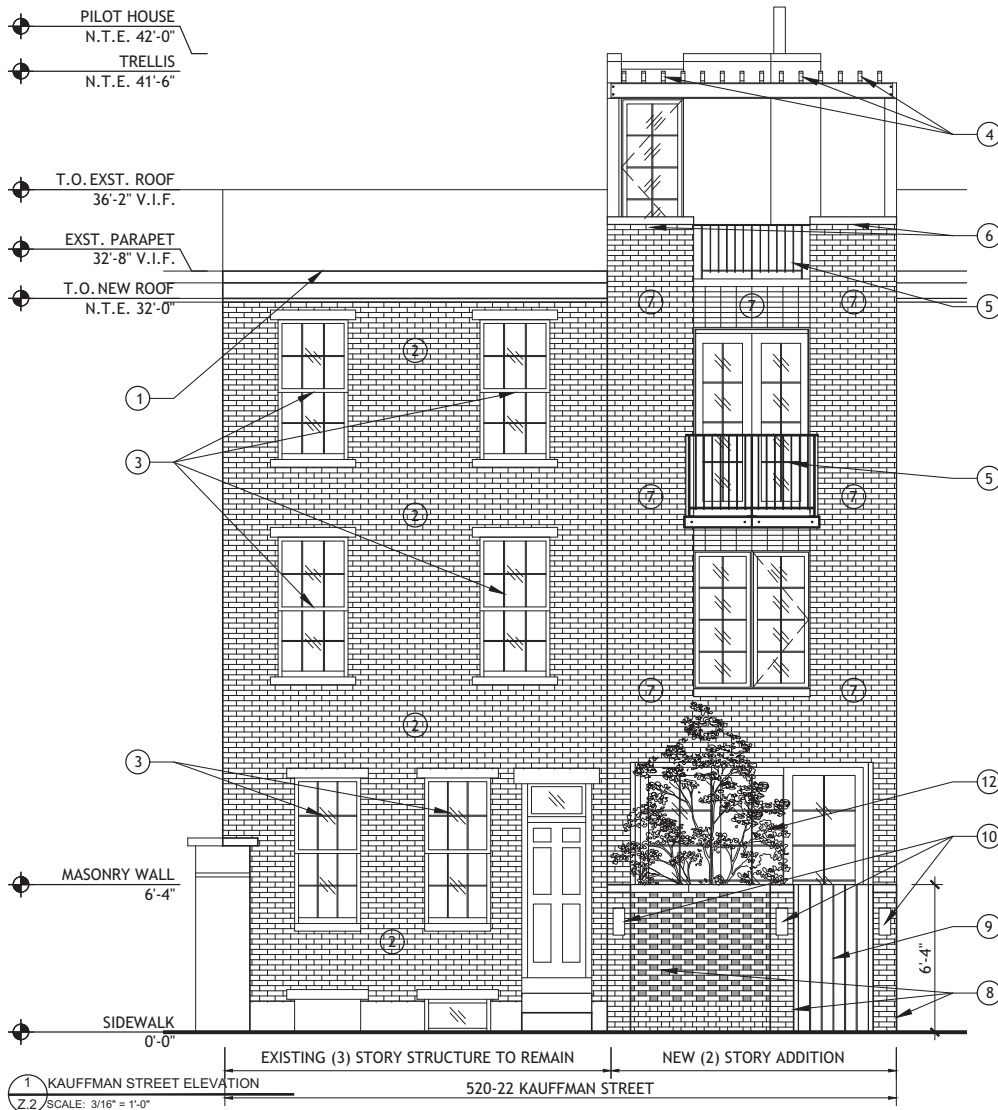 PILOT HOUSE
N.T.E. 42'-0"
TRELLIS
N.T.E. 41'-6"
4
T.O. EXST. ROOF
36'-2" V.I.F.
6
EXST. PARAPET
32'-8" V.I.F.
T.O. NEW ROOF
N.T.E. 32'-0"
7
7
7
5
2
1
3
5
7
7
2
7
7
2
3
12
10
MASONRY WALL
6'-4"
9
2
6'-4"
8
SIDEWALK
0'-0"
EXISTING (3) STORY STRUCTURE TO REMAIN
NEW (2) STORY ADDITION
520-22 KAUFFMAN STREET
1
KAUFFMAN STREET ELEVATION
Z.2
SCALE: 3/16" = 1'-0"